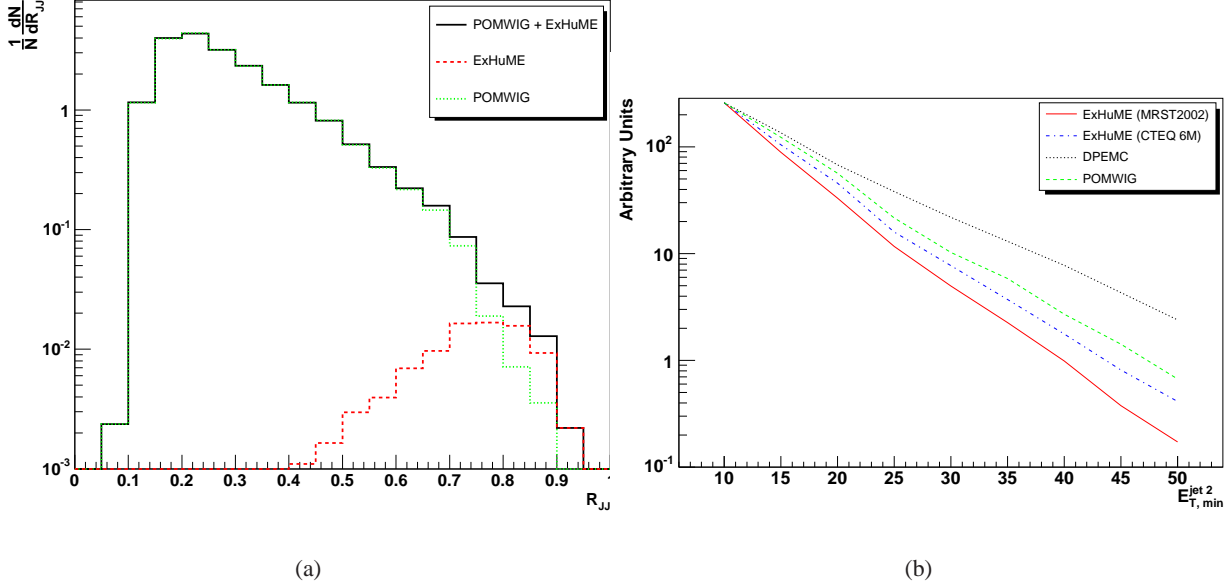 1 dN
N dR_JJ
POMWIG + ExHuME
ExHuME
POMWIG
1
10^-1
10^-2
10^-3
0 0.1 0.2 0.3 0.4 0.5 0.6 0.7 0.8 0.9 1
R_JJ
(a)
Arbitrary Units
ExHuME (MRST2002)
ExHuME (CTEQ 6M)
DPEMC
POMWIG
10^2
10
1
10^-1
10 15 20 25 30 35 40 45 50
E_T, min^jet 2
(b)